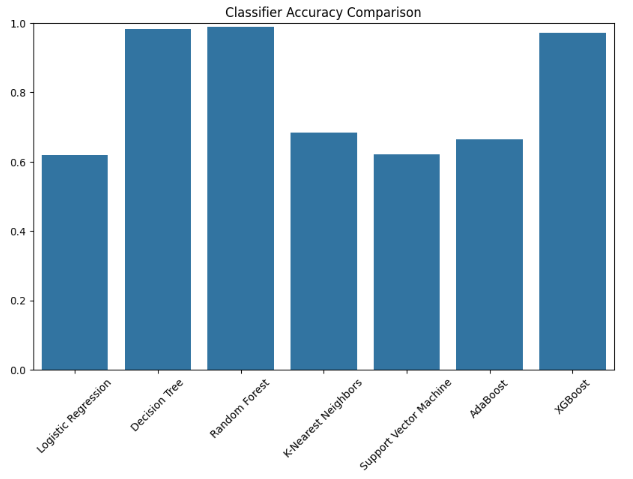 Classifier Accuracy Comparison
1.0
0.8
0.6
0.4
0.2
0.0
Logistic Regression
Decision Tree
Random Forest
K-Nearest Neighbors
Support Vector Machine
AdaBoost
XGBoost